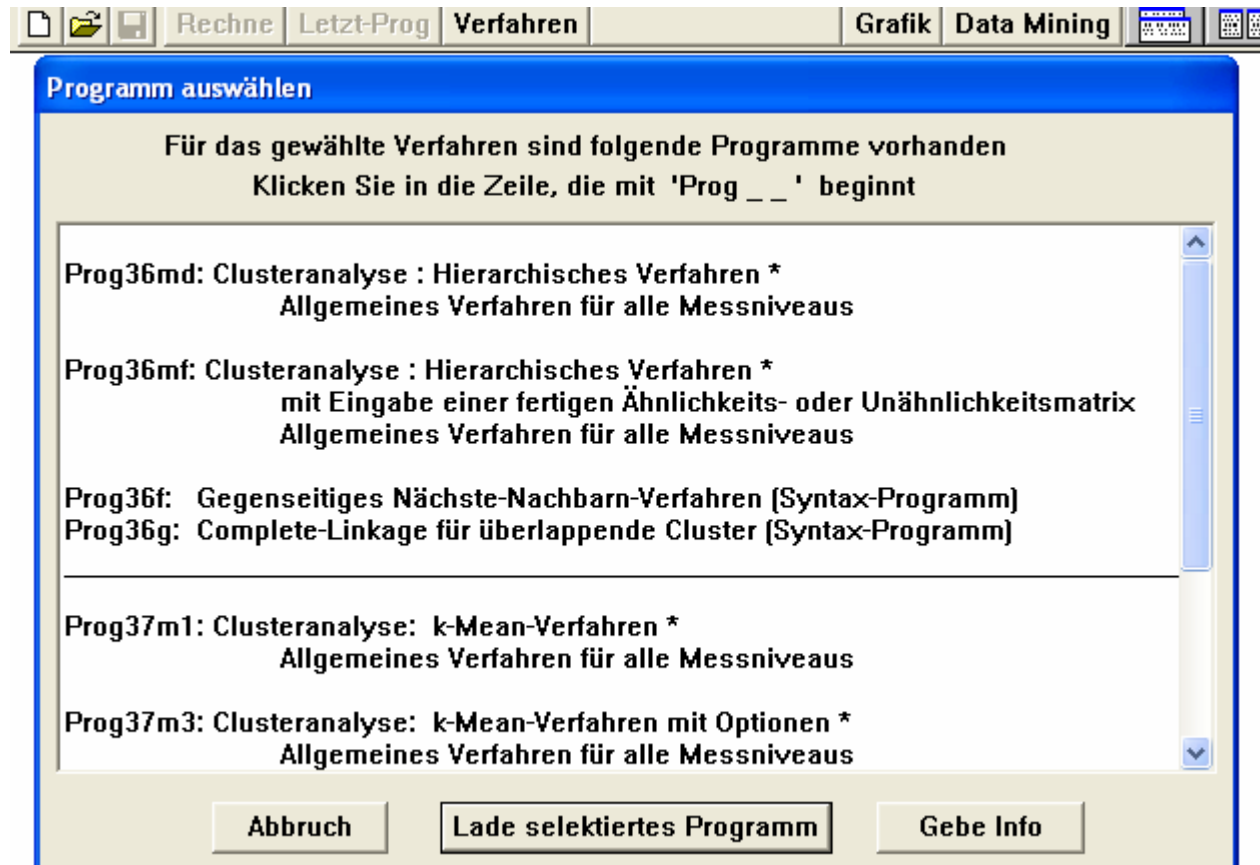 Rechne Letzt-Prog Verfahren Grafik Data Mining
Programm auswählen
Für das gewählte Verfahren sind folgende Programme vorhanden
Klicken Sie in die Zeile, die mit 'Prog _ _ ' beginnt
Prog36md: Clusteranalyse : Hierarchisches Verfahren *
Allgemeines Verfahren für alle Messniveaus
Prog36mf: Clusteranalyse : Hierarchisches Verfahren *
mit Eingabe einer fertigen Ähnlichkeits- oder Unähnlichkeitsmatrix
Allgemeines Verfahren für alle Messniveaus
Prog36f: Gegenseitiges Nächste-Nachbarn-Verfahren (Syntax-Programm)
Prog36g: Complete-Linkage für überlappende Cluster (Syntax-Programm)
Prog37m1: Clusteranalyse: k-Mean-Verfahren *
Allgemeines Verfahren für alle Messniveaus
Prog37m3: Clusteranalyse: k-Mean-Verfahren mit Optionen *
Allgemeines Verfahren für alle Messniveaus
Abbruch Lade selektiertes Programm Gebe Info